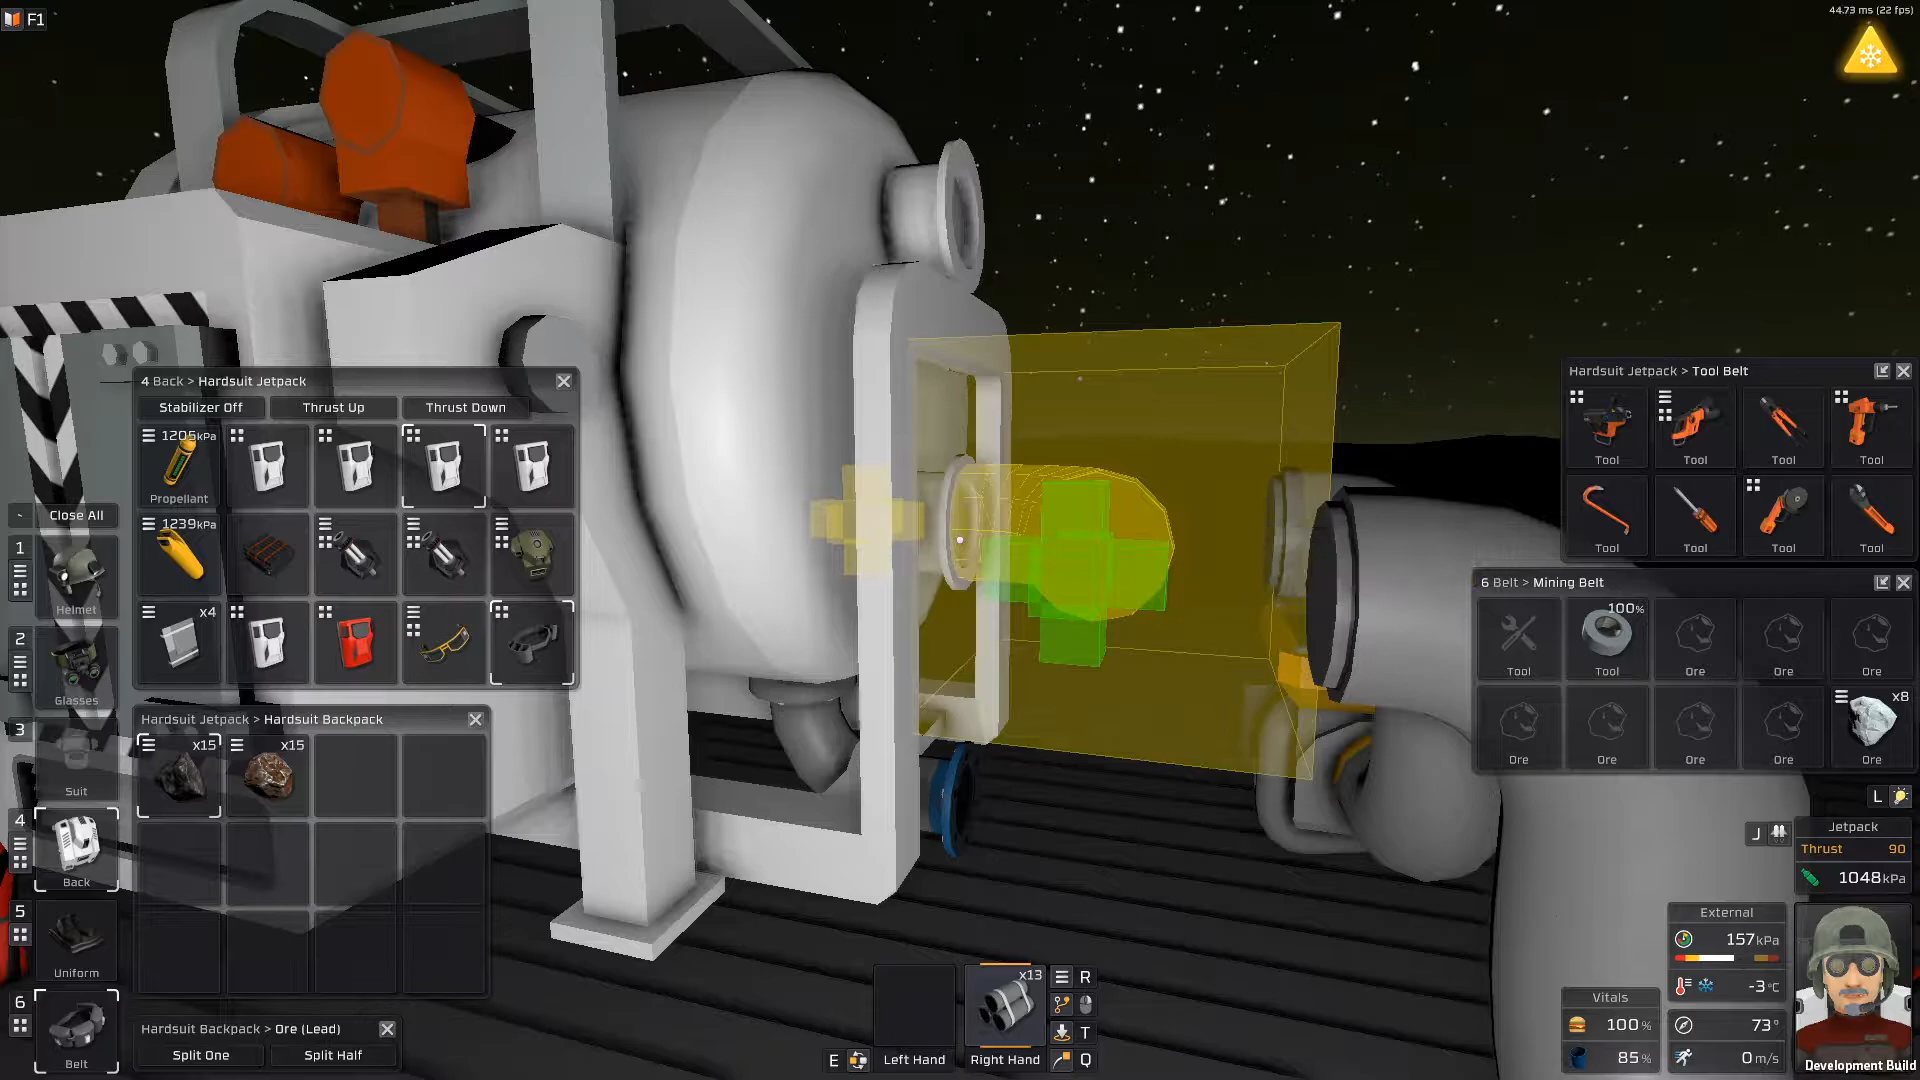 F1
44.73 ms (22 fps)
4 Back > Hardsuit Jetpack
Stabilizer Off
Thrust Up
Thrust Down
1205kPa
Propellant
1239kPa
x4
~
Close All
1
Helmet
2
Glasses
3
Suit
4
Back
5
Uniform
6
Belt
Hardsuit Jetpack > Hardsuit Backpack
x15
x15
Hardsuit Backpack > Ore (Lead)
Split One
Split Half
E
Left Hand
x13
Right Hand
R
T
Q
Hardsuit Jetpack > Tool Belt
Tool
Tool
Tool
Tool
Tool
Tool
Tool
Tool
6 Belt > Mining Belt
100%
Tool
Tool
Ore
Ore
Ore
x8
Ore
Ore
Ore
Ore
Ore
L
J
Jetpack
Thrust 90
1048kPa
External
157kPa
-3°C
Vitals
100%
73°
85%
0m/s
Development Build